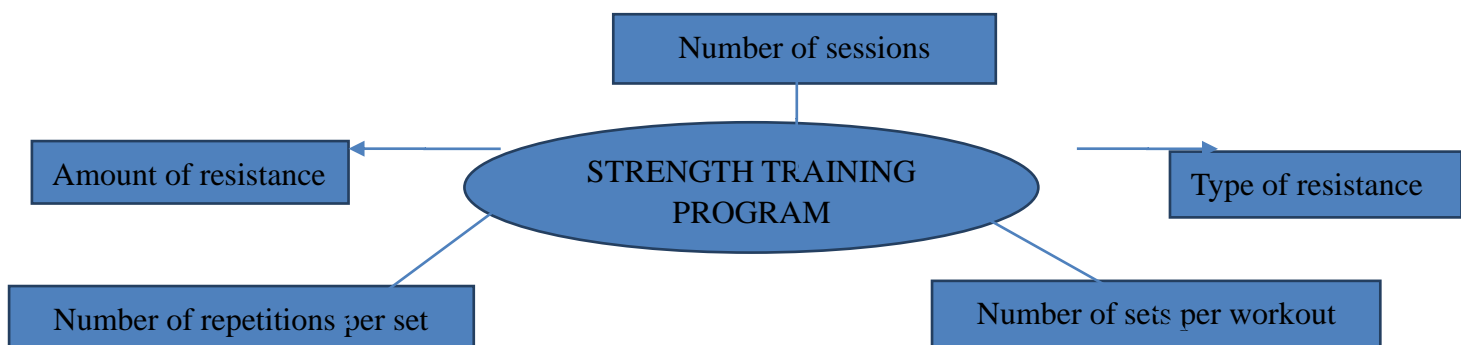 Number of sessions
Amount of resistance
STRENGTH TRAINING
PROGRAM
Type of resistance
Number of repetitions per set
Number of sets per workout